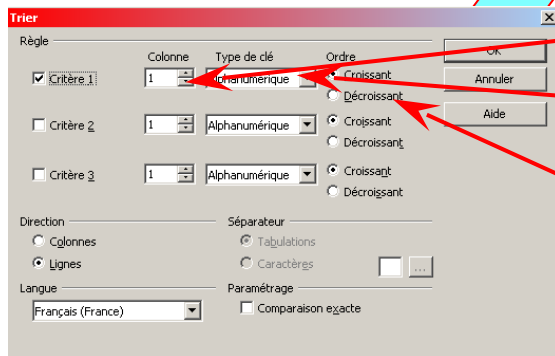 Trier
Règle
Colonne Type de clé Ordre
Critère 1 1 Alphanumérique Croissant OK
Décroissant Annuler
Critère 2 1 Alphanumérique Croissant Aide
Décroissant
Critère 3 1 Alphanumérique Croissant
Décroissant
Direction Séparateur
Colonnes Tabulations
Lignes Caractères ...
Langue Paramétrage
Français (France) Comparaison exacte